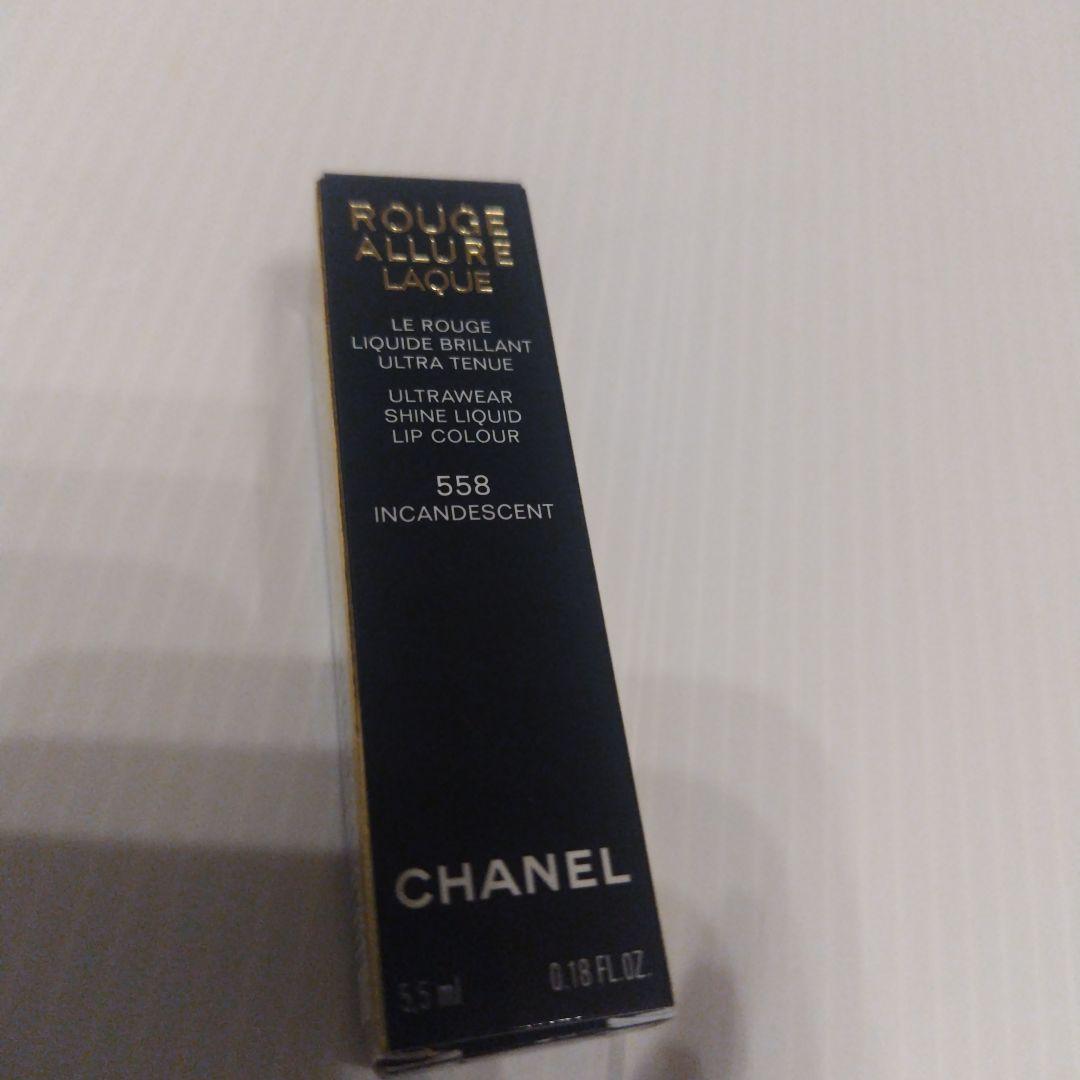 ROUGE
ALLURE
LAQUE
LE ROUGE
LIQUIDE BRILLANT
ULTRA TENUE
ULTRAWEAR
SHINE LIQUID
LIP COLOUR
558
INCANDESCENT
CHANEL
5,5 ml 0.18 FL.OZ.